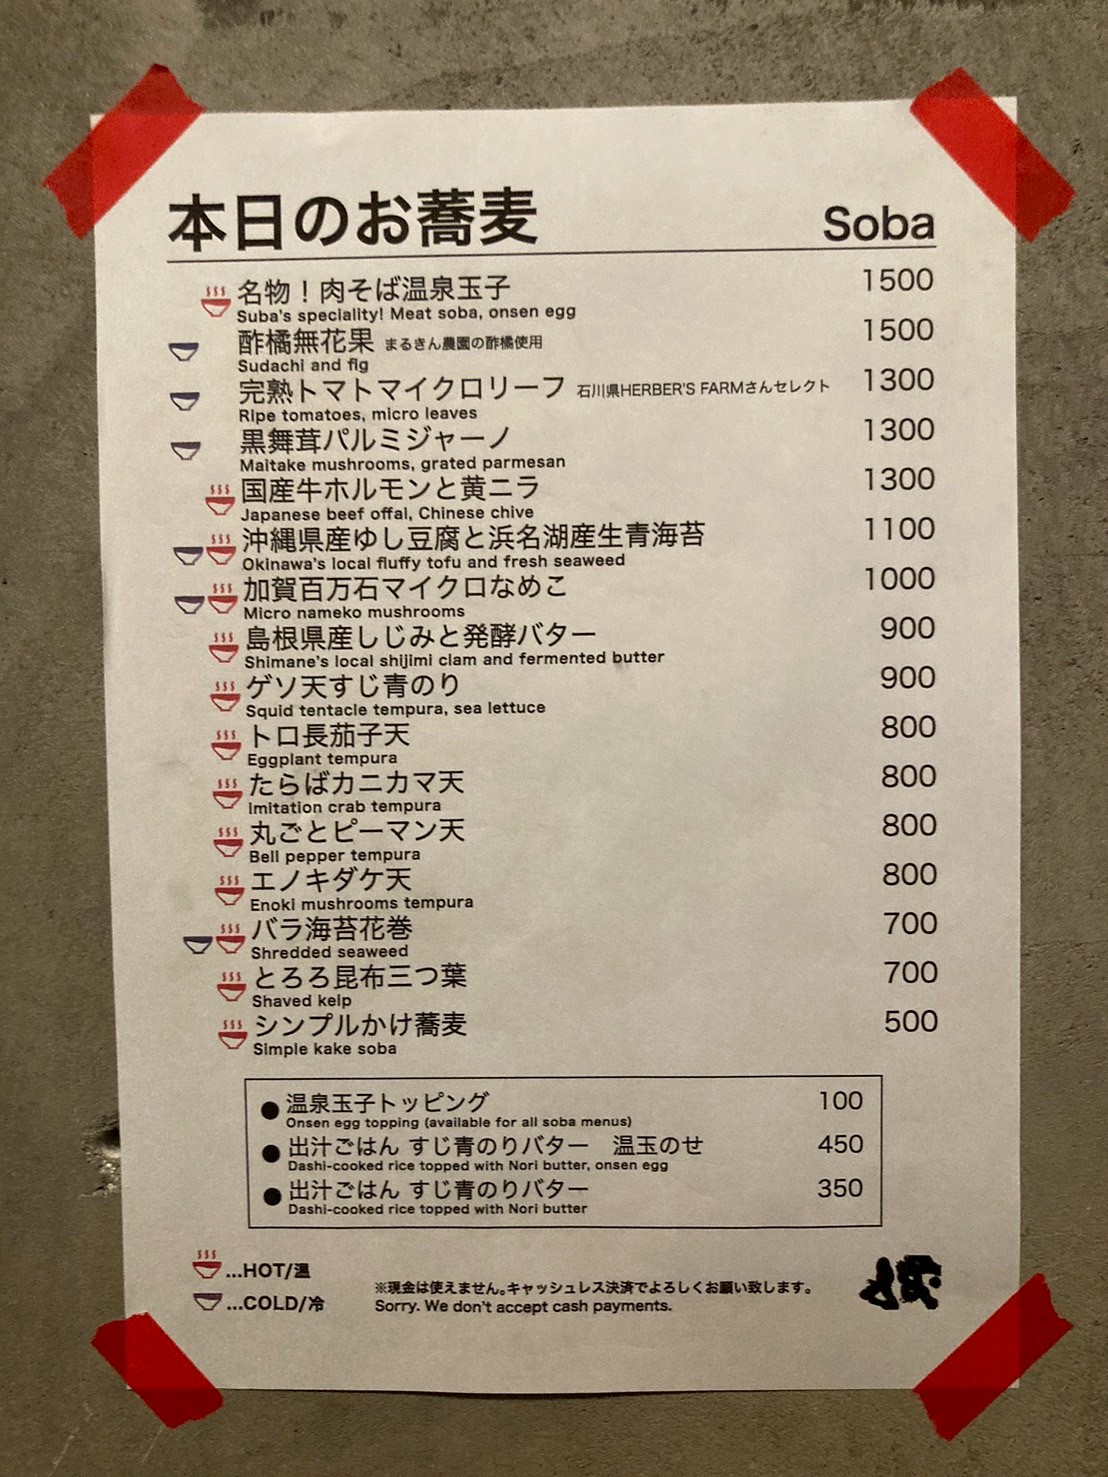 本日のお蕎麦 Soba
名物！肉そば温泉玉子 1500
Suba's speciality! Meat soba, onsen egg
酢橘無花果 まるきん農園の酢橘使用 1500
Sudachi and fig
完熟トマトマイクロリーフ 石川県HERBER'S FARMさんセレクト 1300
Ripe tomatoes, micro leaves
黒舞茸パルミジャーノ 1300
Maitake mushrooms, grated parmesan
国産牛ホルモンと黄ニラ 1300
Japanese beef offal, Chinese chive
沖縄県産ゆし豆腐と浜名湖産生青海苔 1100
Okinawa's local fluffy tofu and fresh seaweed
加賀百万石マイクロなめこ 1000
Micro nameko mushrooms
島根県産しじみと発酵バター 900
Shimane's local shijimi clam and fermented butter
ゲソ天すじ青のり 900
Squid tentacle tempura, sea lettuce
トロ長茄子天 800
Eggplant tempura
たらばカニカマ天 800
Imitation crab tempura
丸ごとピーマン天 800
Bell pepper tempura
エノキダケ天 800
Enoki mushrooms tempura
バラ海苔花巻 700
Shredded seaweed
とろろ昆布三つ葉 700
Shaved kelp
シンプルかけ蕎麦 500
Simple kake soba
● 温泉玉子トッピング 100
Onsen egg topping (available for all soba menus)
● 出汁ごはん すじ青のりバター　温玉のせ 450
Dashi-cooked rice topped with Nori butter, onsen egg
● 出汁ごはん すじ青のりバター 350
Dashi-cooked rice topped with Nori butter
...HOT/温
...COLD/冷
※現金は使えません。キャッシュレス決済でよろしくお願い致します。
Sorry. We don't accept cash payments.